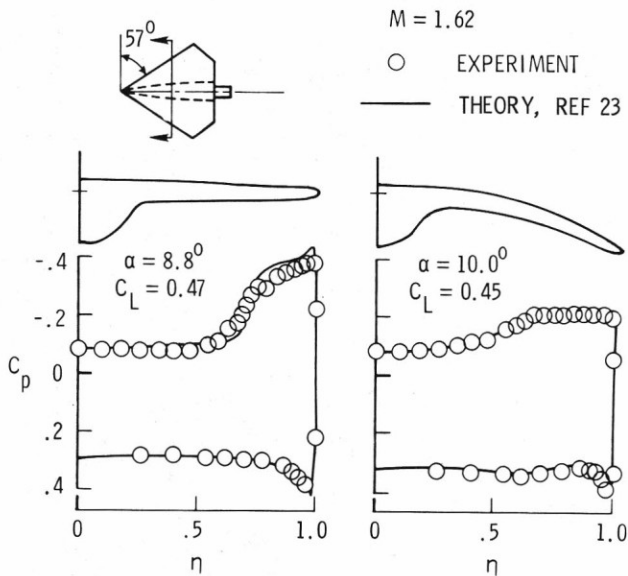 57°
M = 1.62
EXPERIMENT
THEORY, REF 23
α = 8.8°
C_L = 0.47
α = 10.0°
C_L = 0.45
-.4
-.2
C_p
0
.2
.4
0
.5
1.0
η
0
.5
1.0
η